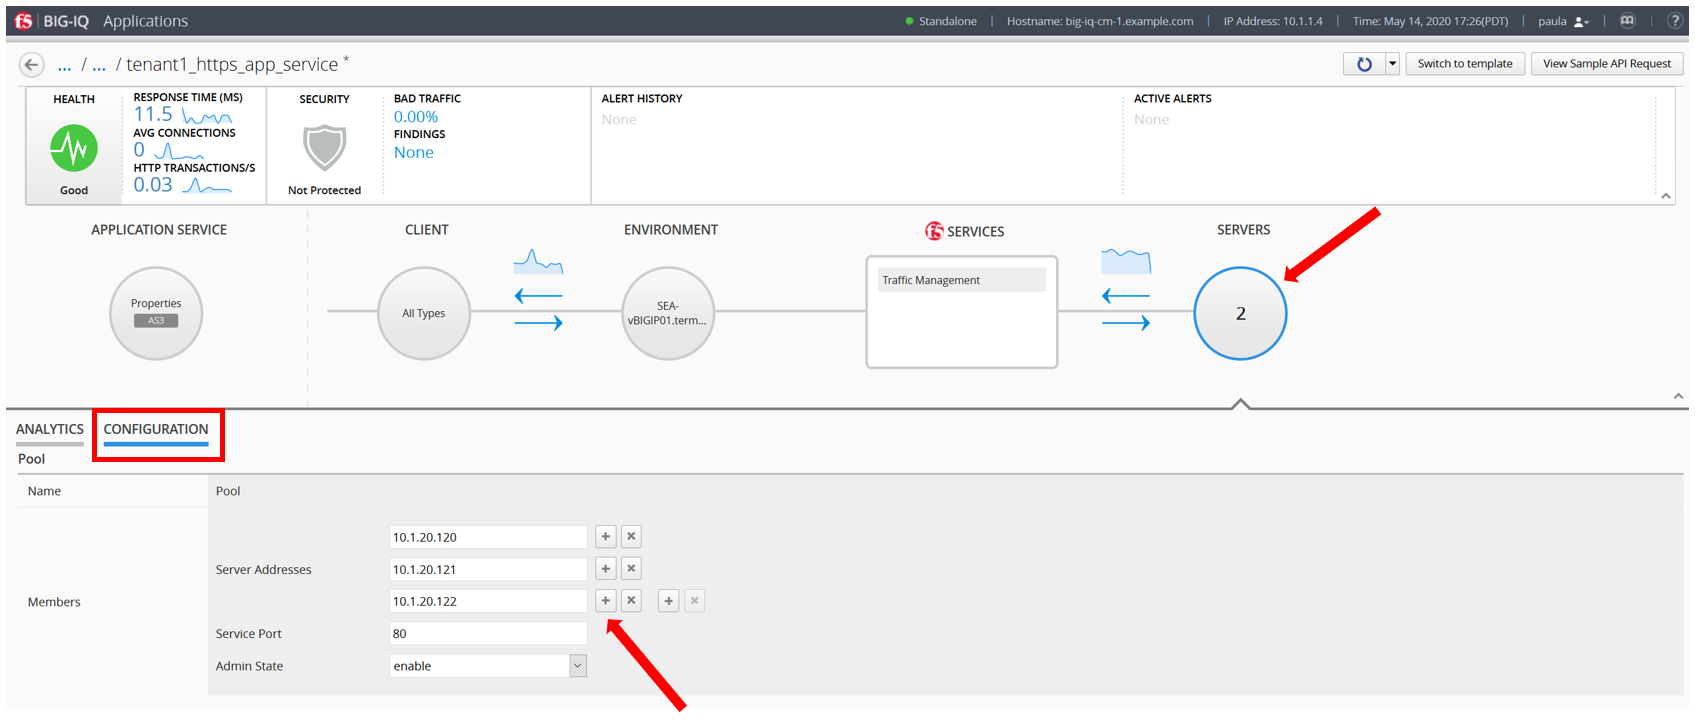 f5 BIG-IQ Applications Standalone Hostname: big-iq-cm-1.example.com IP Address: 10.1.1.4 Time: May 14, 2020 17:26(PDT) paula ?
... / ... / tenant1_https_app_service * Switch to template View Sample API Request
HEALTH
Good
RESPONSE TIME (MS)
11.5
AVG CONNECTIONS
0
HTTP TRANSACTIONS/S
0.03
SECURITY
Not Protected
BAD TRAFFIC
0.00%
FINDINGS
None
ALERT HISTORY
None
ACTIVE ALERTS
None
APPLICATION SERVICE
Properties
AS3
CLIENT
All Types
ENVIRONMENT
SEA-
vBIGIP01.term...
f5 SERVICES
Traffic Management
SERVERS
2
ANALYTICS CONFIGURATION
Pool
Name Pool
Members
Server Addresses
10.1.20.120
10.1.20.121
10.1.20.122
Service Port 80
Admin State enable